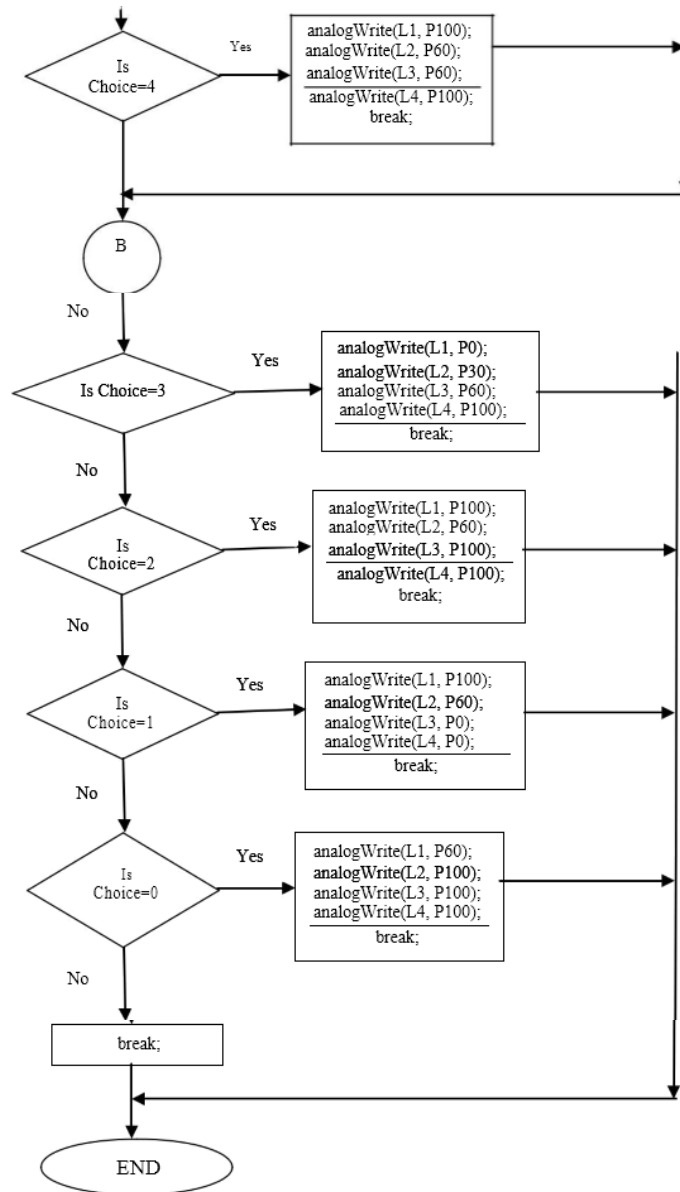 Is
Choice=4
Yes
analogWrite(L1, P100);
analogWrite(L2, P60);
analogWrite(L3, P60);
analogWrite(L4, P100);
break;
B
No
Is Choice=3
Yes
analogWrite(L1, P0);
analogWrite(L2, P30);
analogWrite(L3, P60);
analogWrite(L4, P100);
break;
No
Is
Choice=2
Yes
analogWrite(L1, P100);
analogWrite(L2, P60);
analogWrite(L3, P100);
analogWrite(L4, P100);
break;
No
Is
Choice=1
Yes
analogWrite(L1, P100);
analogWrite(L2, P60);
analogWrite(L3, P0);
analogWrite(L4, P0);
break;
No
Is
Choice=0
Yes
analogWrite(L1, P60);
analogWrite(L2, P100);
analogWrite(L3, P100);
analogWrite(L4, P100);
break;
No
break;
END